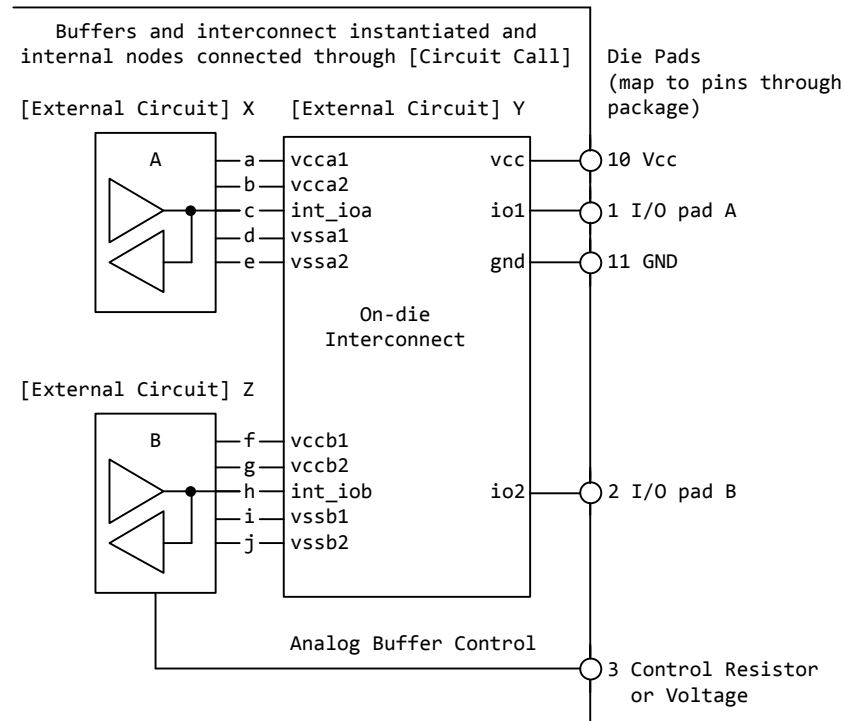 Buffers and interconnect instantiated and
internal nodes connected through [Circuit Call]
Die Pads
(map to pins through
package)
[External Circuit] X [External Circuit] Y
A
a vcca1 vcc 10 Vcc
b vcca2
c int_ioa io1 1 I/O pad A
d vssa1
e vssa2 gnd 11 GND
On-die
Interconnect
[External Circuit] Z
B
f vccb1
g vccb2
h int_iob io2 2 I/O pad B
i vssb1
j vssb2
Analog Buffer Control
3 Control Resistor
or Voltage